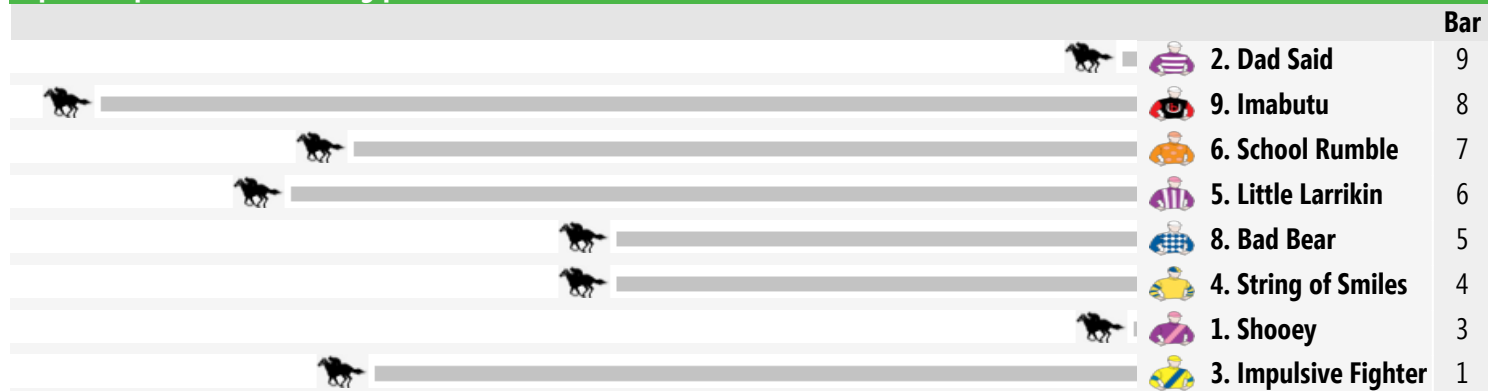 Bar
2. Dad Said 9
9. Imabutu 8
6. School Rumble 7
5. Little Larrikin 6
8. Bad Bear 5
4. String of Smiles 4
1. Shooey 3
3. Impulsive Fighter 1